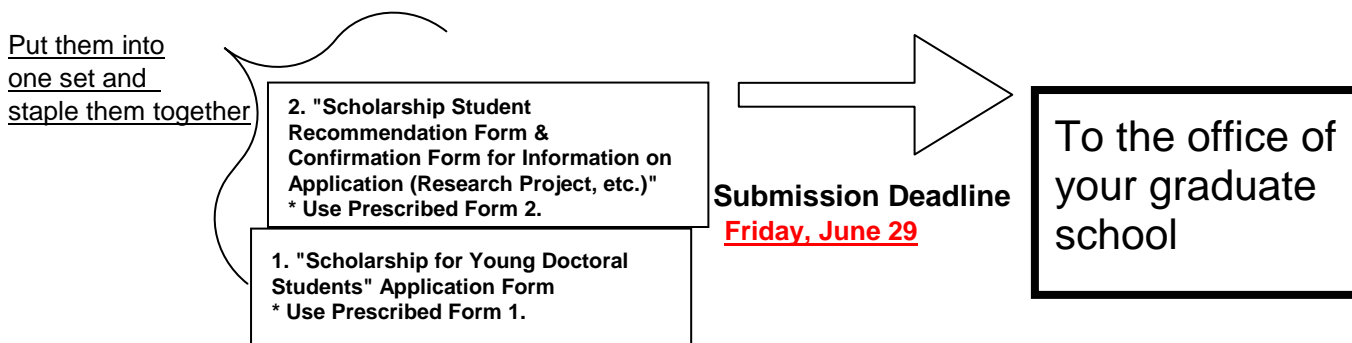 Put them into
one set and
staple them together
2. "Scholarship Student
Recommendation Form &
Confirmation Form for Information on
Application (Research Project, etc.)"
* Use Prescribed Form 2.
1. "Scholarship for Young Doctoral
Students" Application Form
* Use Prescribed Form 1.
Submission Deadline
Friday, June 29
To the office of
your graduate
school